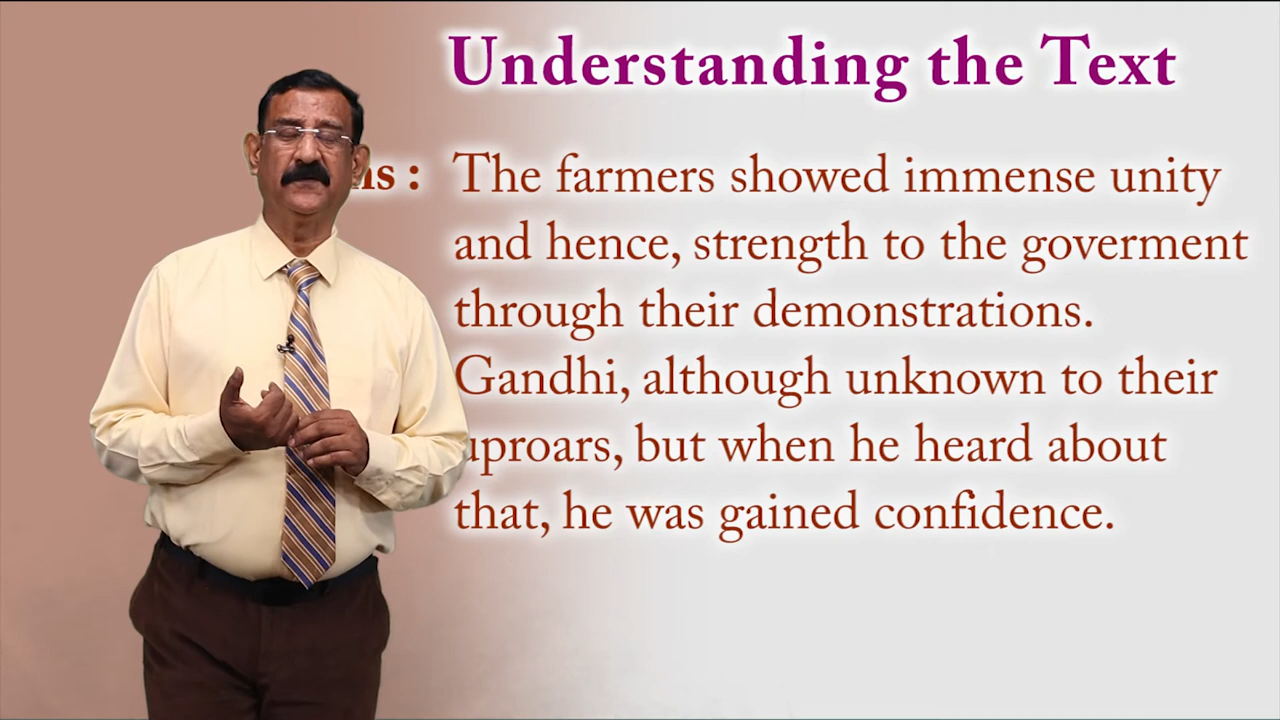 Understanding the Text
The farmers showed immense unity
and hence, strength to the goverment
through their demonstrations.
Gandhi, although unknown to their
uproars, but when he heard about
that, he was gained confidence.